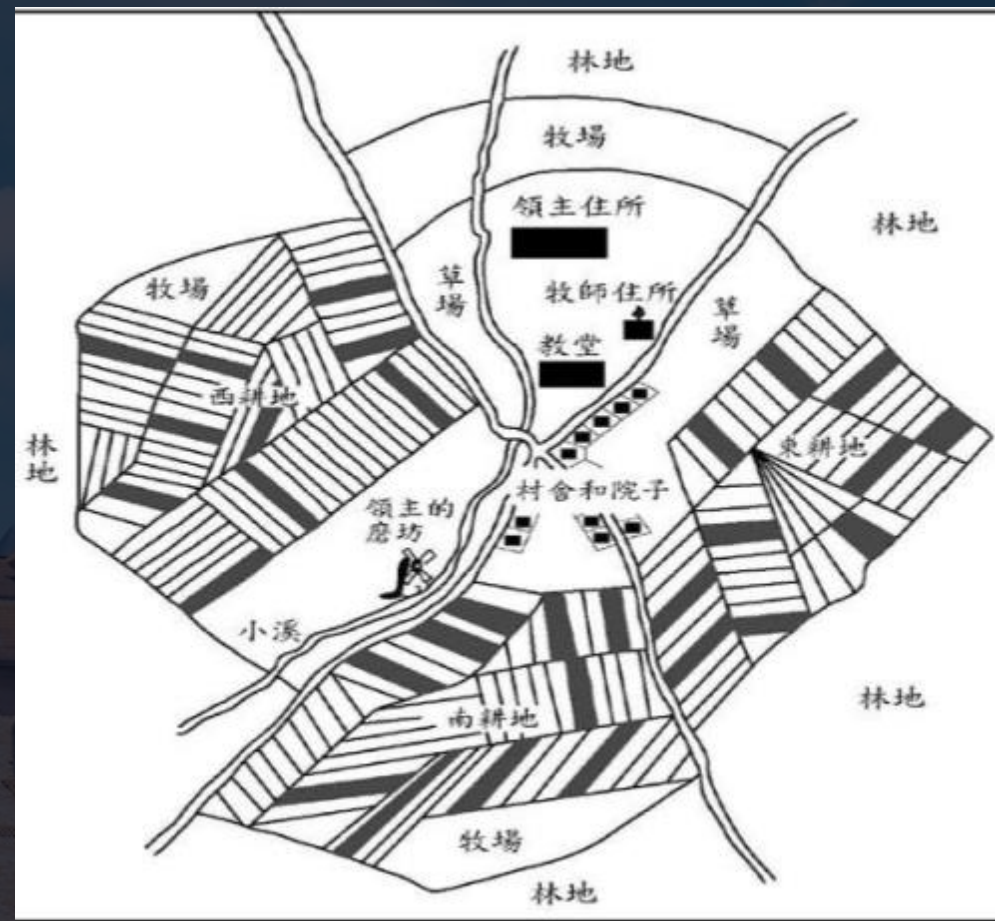 林地
牧場
領主住所
林地
牧場
草場
牧師住所
草場
教堂
西耕地
林地
東耕地
村舍和院子
領主的
磨坊
小溪
林地
南耕地
牧場
林地